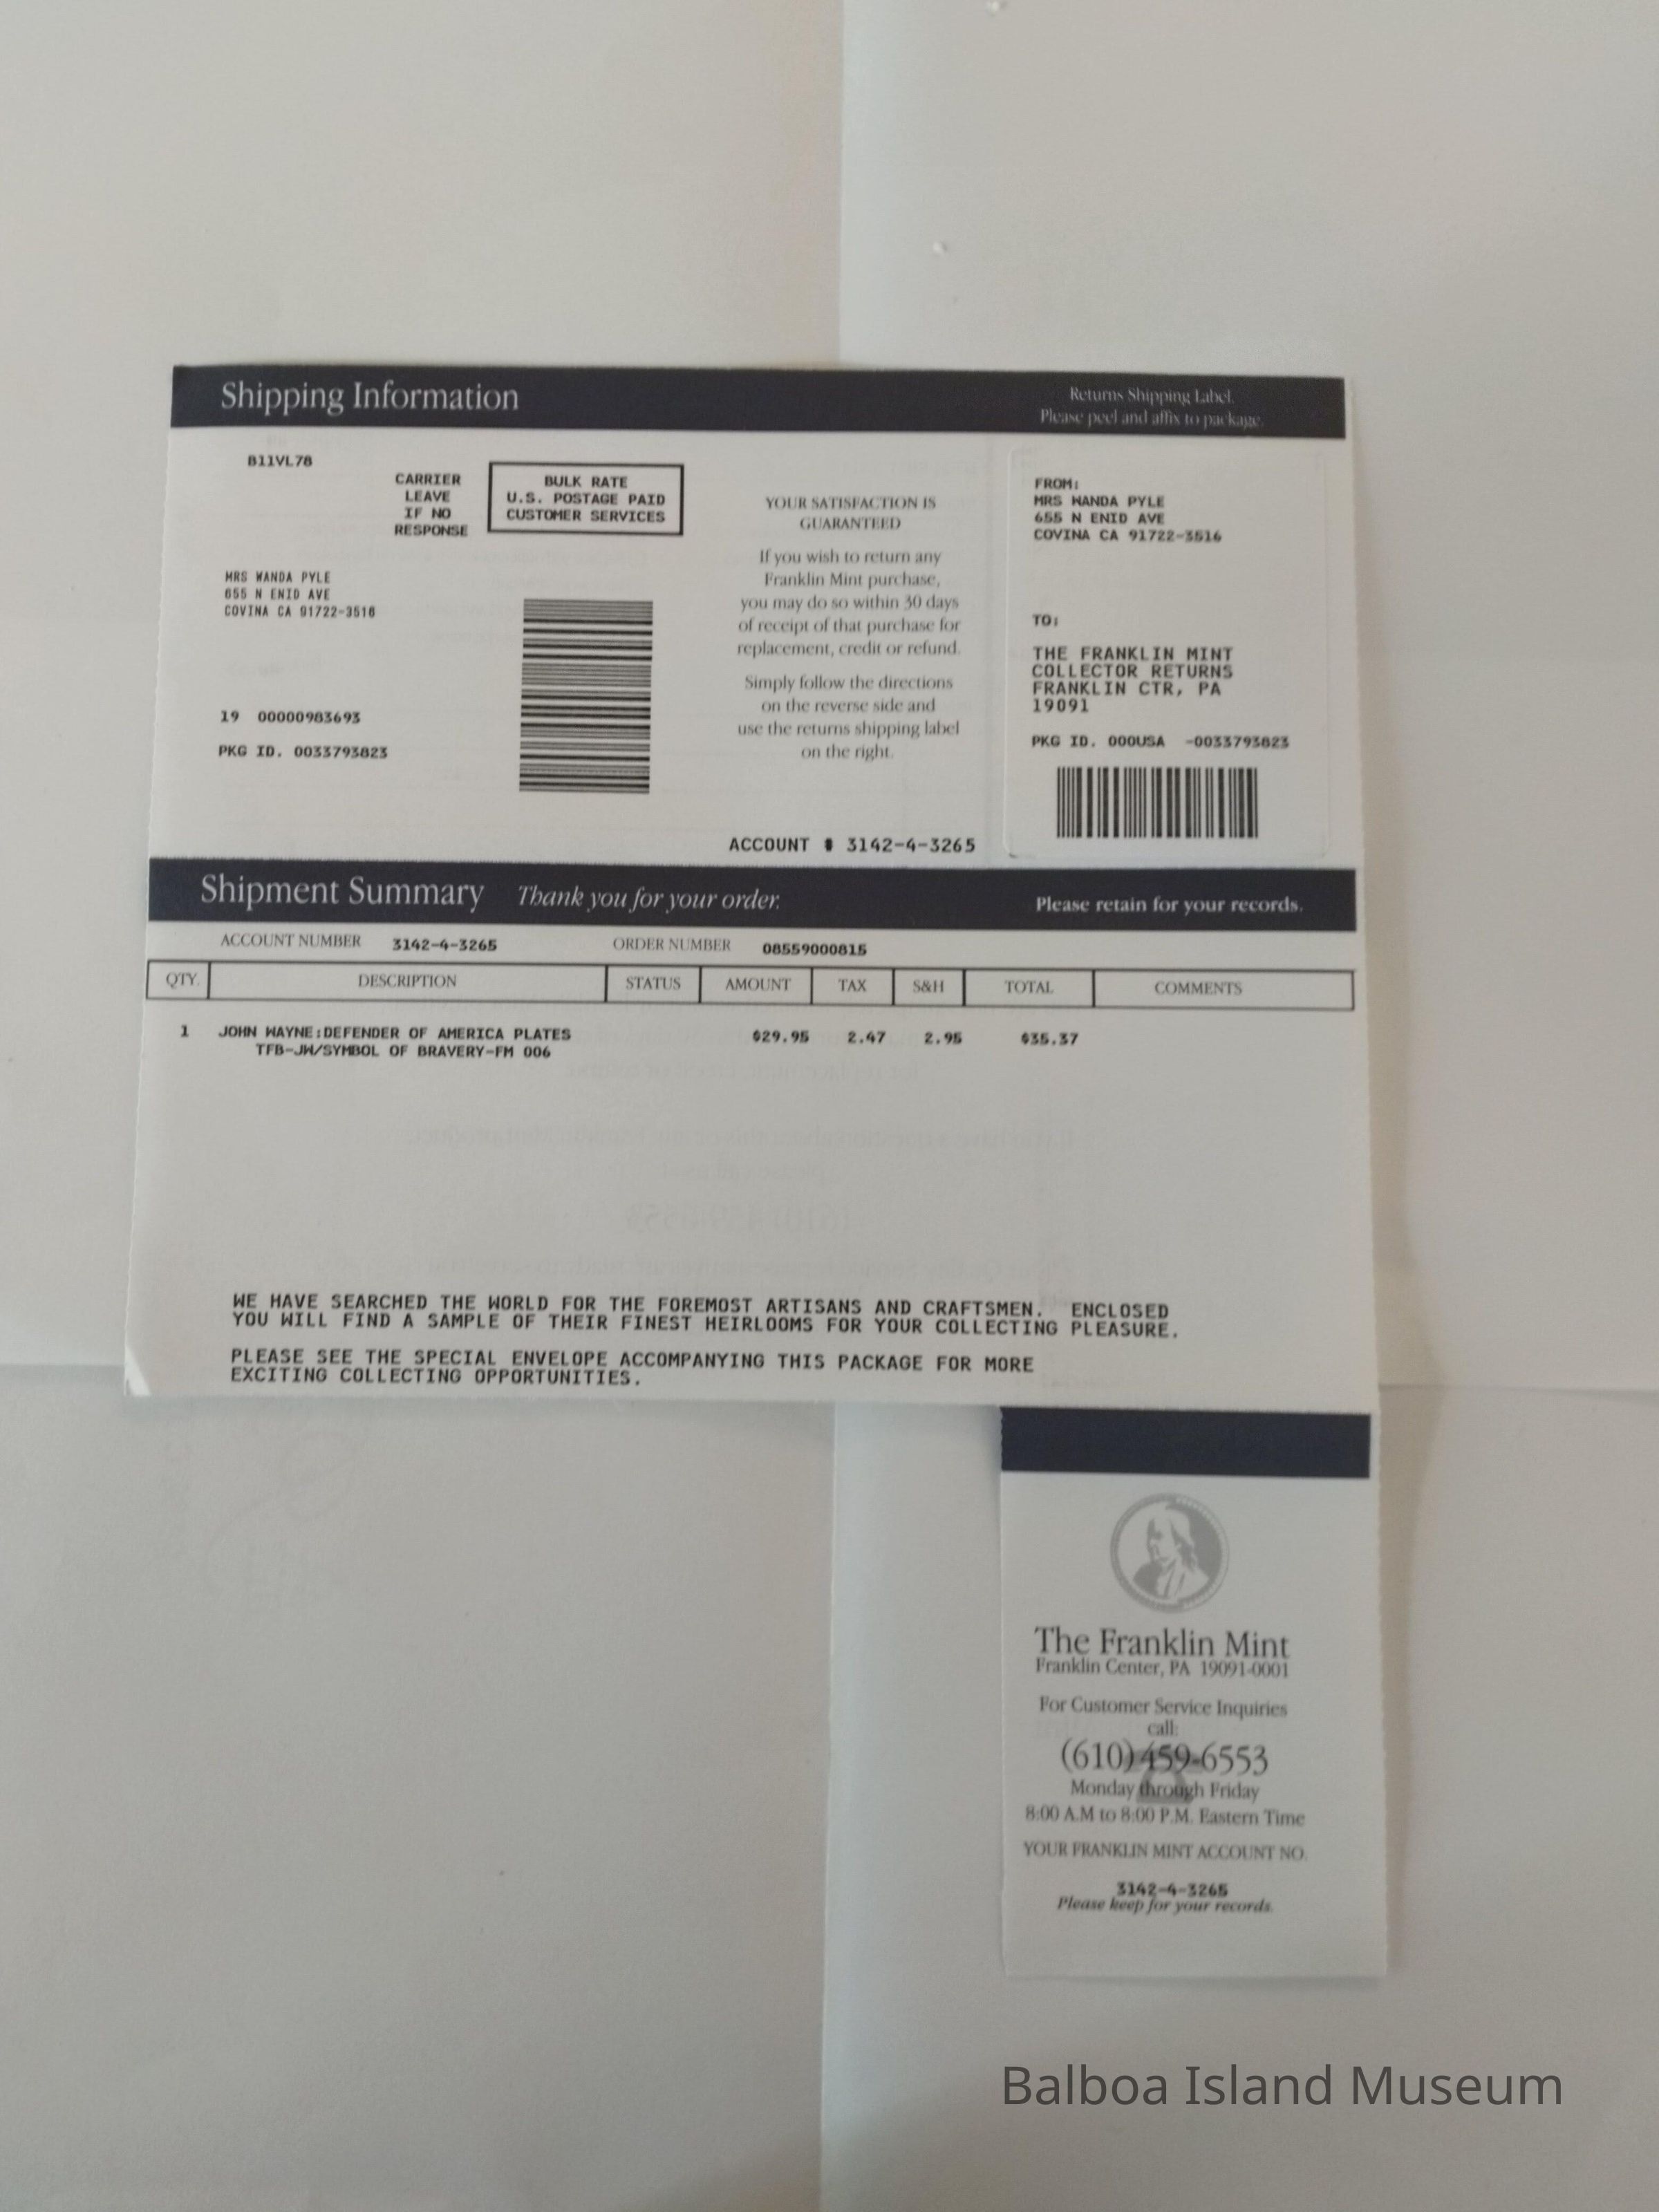 Shipping Information
Returns Shipping Label.
Please peel and affix to package.
B11VL78
CARRIER
LEAVE
IF NO
RESPONSE
BULK RATE
U.S. POSTAGE PAID
CUSTOMER SERVICES
MRS WANDA PYLE
655 N ENID AVE
COVINA CA 91722-3516
19 00000983693
PKG ID. 0033793823
YOUR SATISFACTION IS
GUARANTEED
If you wish to return any
Franklin Mint purchase,
you may do so within 30 days
of receipt of that purchase for
replacement, credit or refund.
Simply follow the directions
on the reverse side and
use the returns shipping label
on the right.
ACCOUNT # 3142-4-3265
FROM:
MRS WANDA PYLE
655 N ENID AVE
COVINA CA 91722-3516
TO:
THE FRANKLIN MINT
COLLECTOR RETURNS
FRANKLIN CTR, PA
19091
PKG ID. 000USA -0033793823
Shipment Summary Thank you for your order. Please retain for your records.
ACCOUNT NUMBER 3142-4-3265 ORDER NUMBER 08559000815
QTY. DESCRIPTION STATUS AMOUNT TAX S&H TOTAL COMMENTS
1 JOHN WAYNE:DEFENDER OF AMERICA PLATES $29.95 2.47 2.95 $35.37
TFB-JW/SYMBOL OF BRAVERY-FM 006
WE HAVE SEARCHED THE WORLD FOR THE FOREMOST ARTISANS AND CRAFTSMEN. ENCLOSED
YOU WILL FIND A SAMPLE OF THEIR FINEST HEIRLOOMS FOR YOUR COLLECTING PLEASURE.
PLEASE SEE THE SPECIAL ENVELOPE ACCOMPANYING THIS PACKAGE FOR MORE
EXCITING COLLECTING OPPORTUNITIES.
The Franklin Mint
Franklin Center, PA 19091-0001
For Customer Service Inquiries
call:
(610) 459-6553
Monday through Friday
8:00 A.M to 8:00 P.M. Eastern Time
YOUR FRANKLIN MINT ACCOUNT NO.
3142-4-3265
Please keep for your records.
Balboa Island Museum